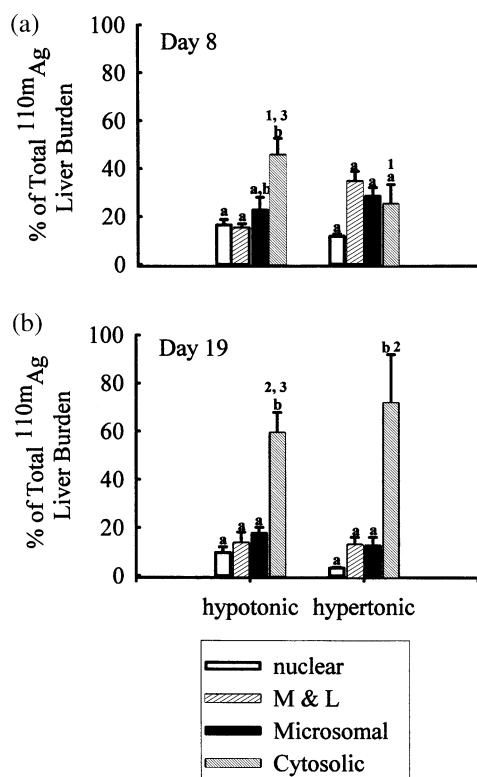 (a)
Day 8
% of Total 110mAg
Liver Burden
100
80
60
40
20
0
a
a
a,b
1, 3
b
a
a
a
1
a
(b)
Day 19
% of Total 110mAg
Liver Burden
100
80
60
40
20
0
a
a
a
2, 3
b
a
a
a
b 2
hypotonic hypertonic
nuclear
M & L
Microsomal
Cytosolic